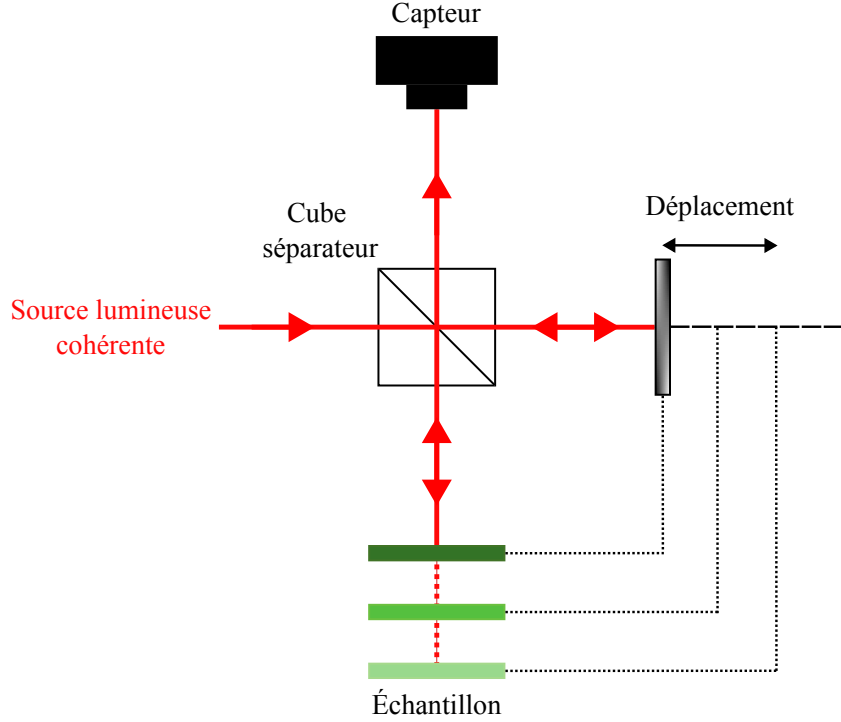 Capteur
Cube
séparateur
Déplacement
Source lumineuse
cohérente
Échantillon